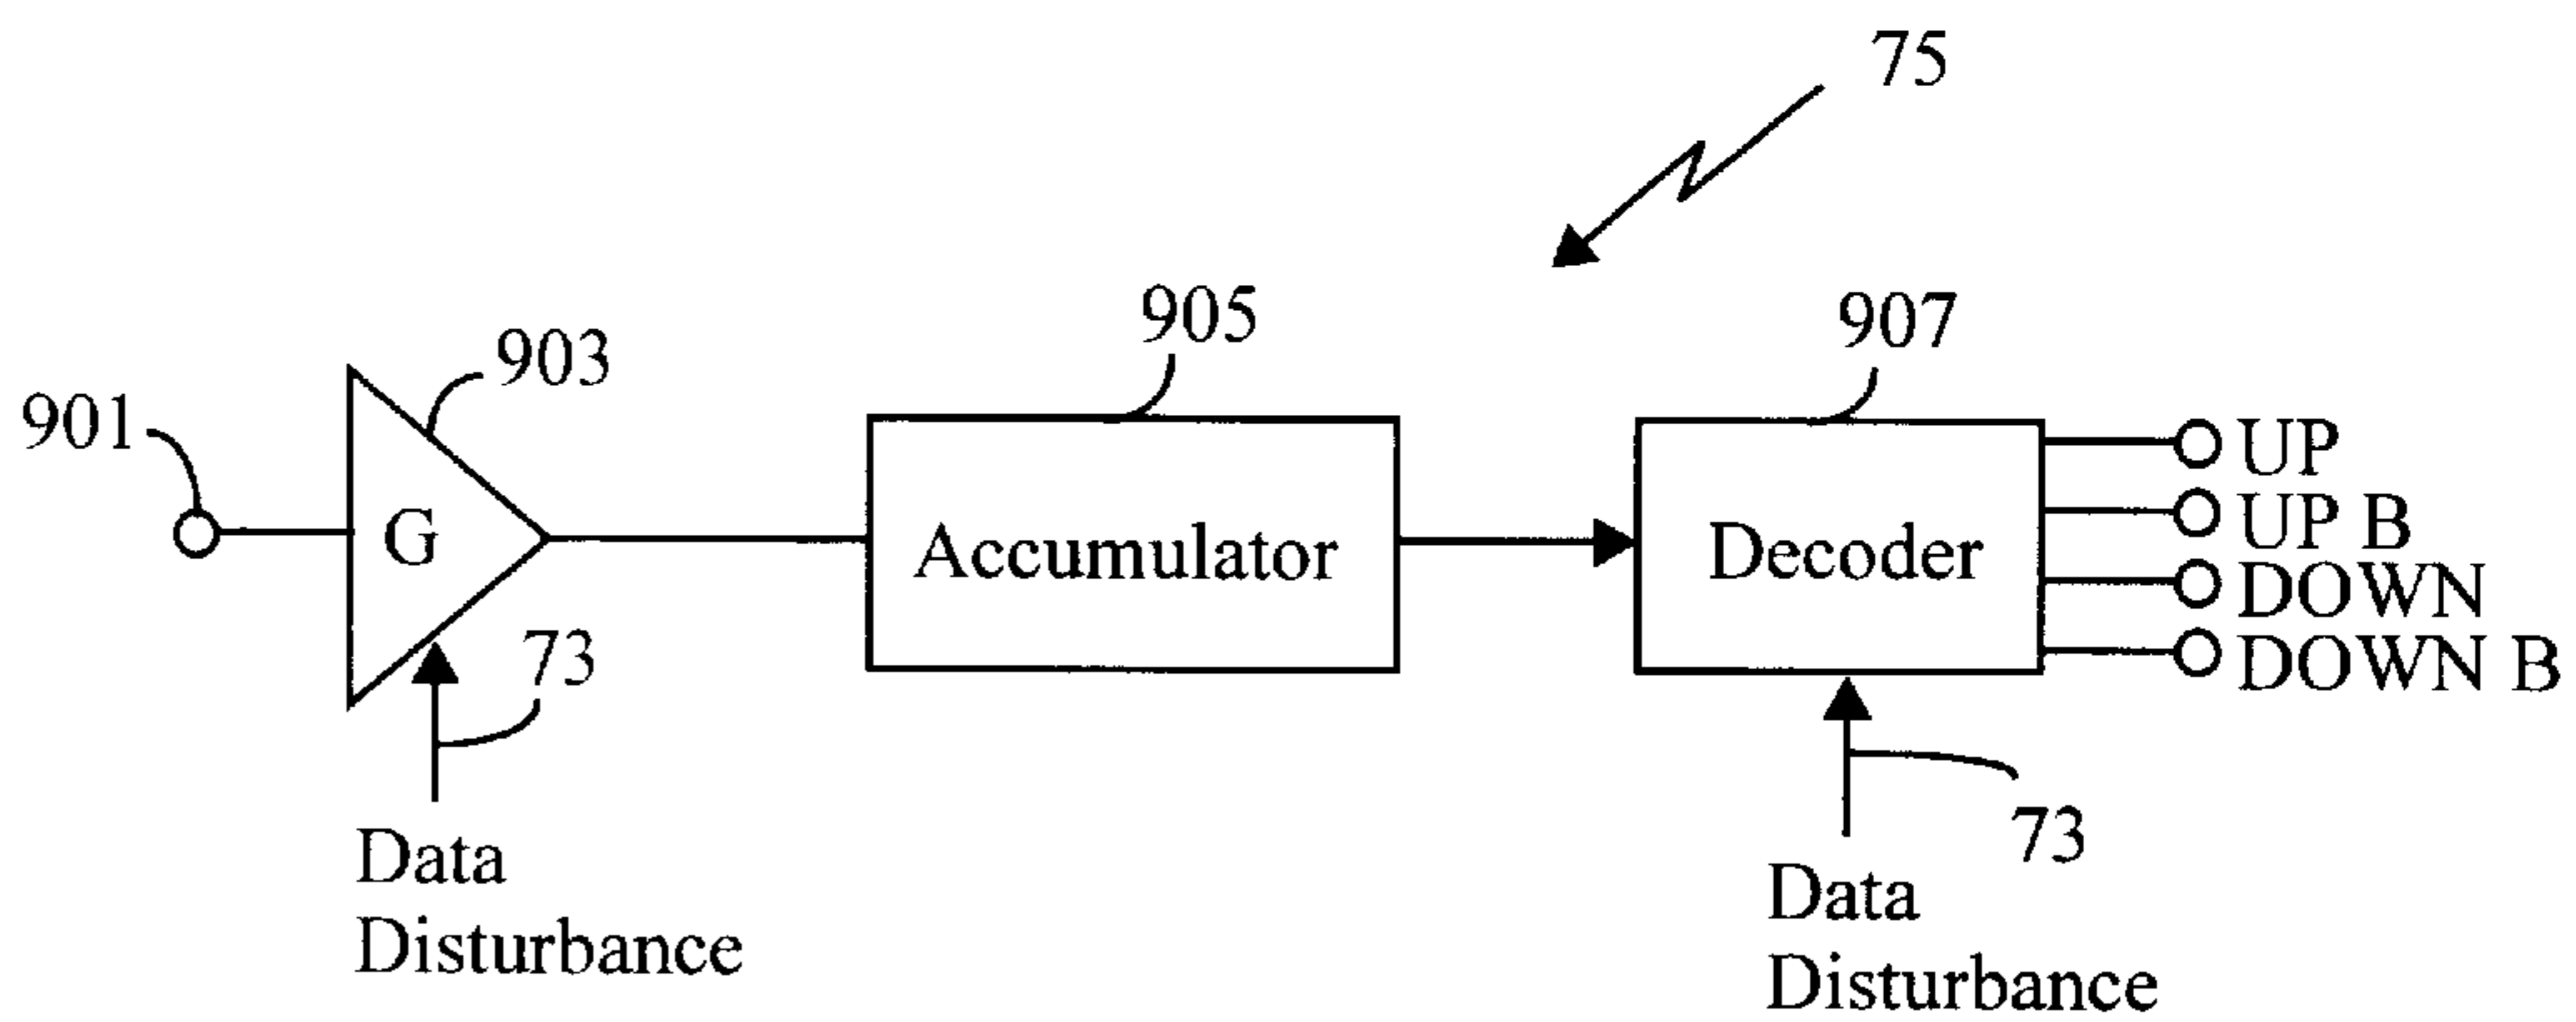 75
905
907
903
901
UP
UP B
G
Accumulator
Decoder
DOWN
DOWN B
73
73
Data
Disturbance
Data
Disturbance